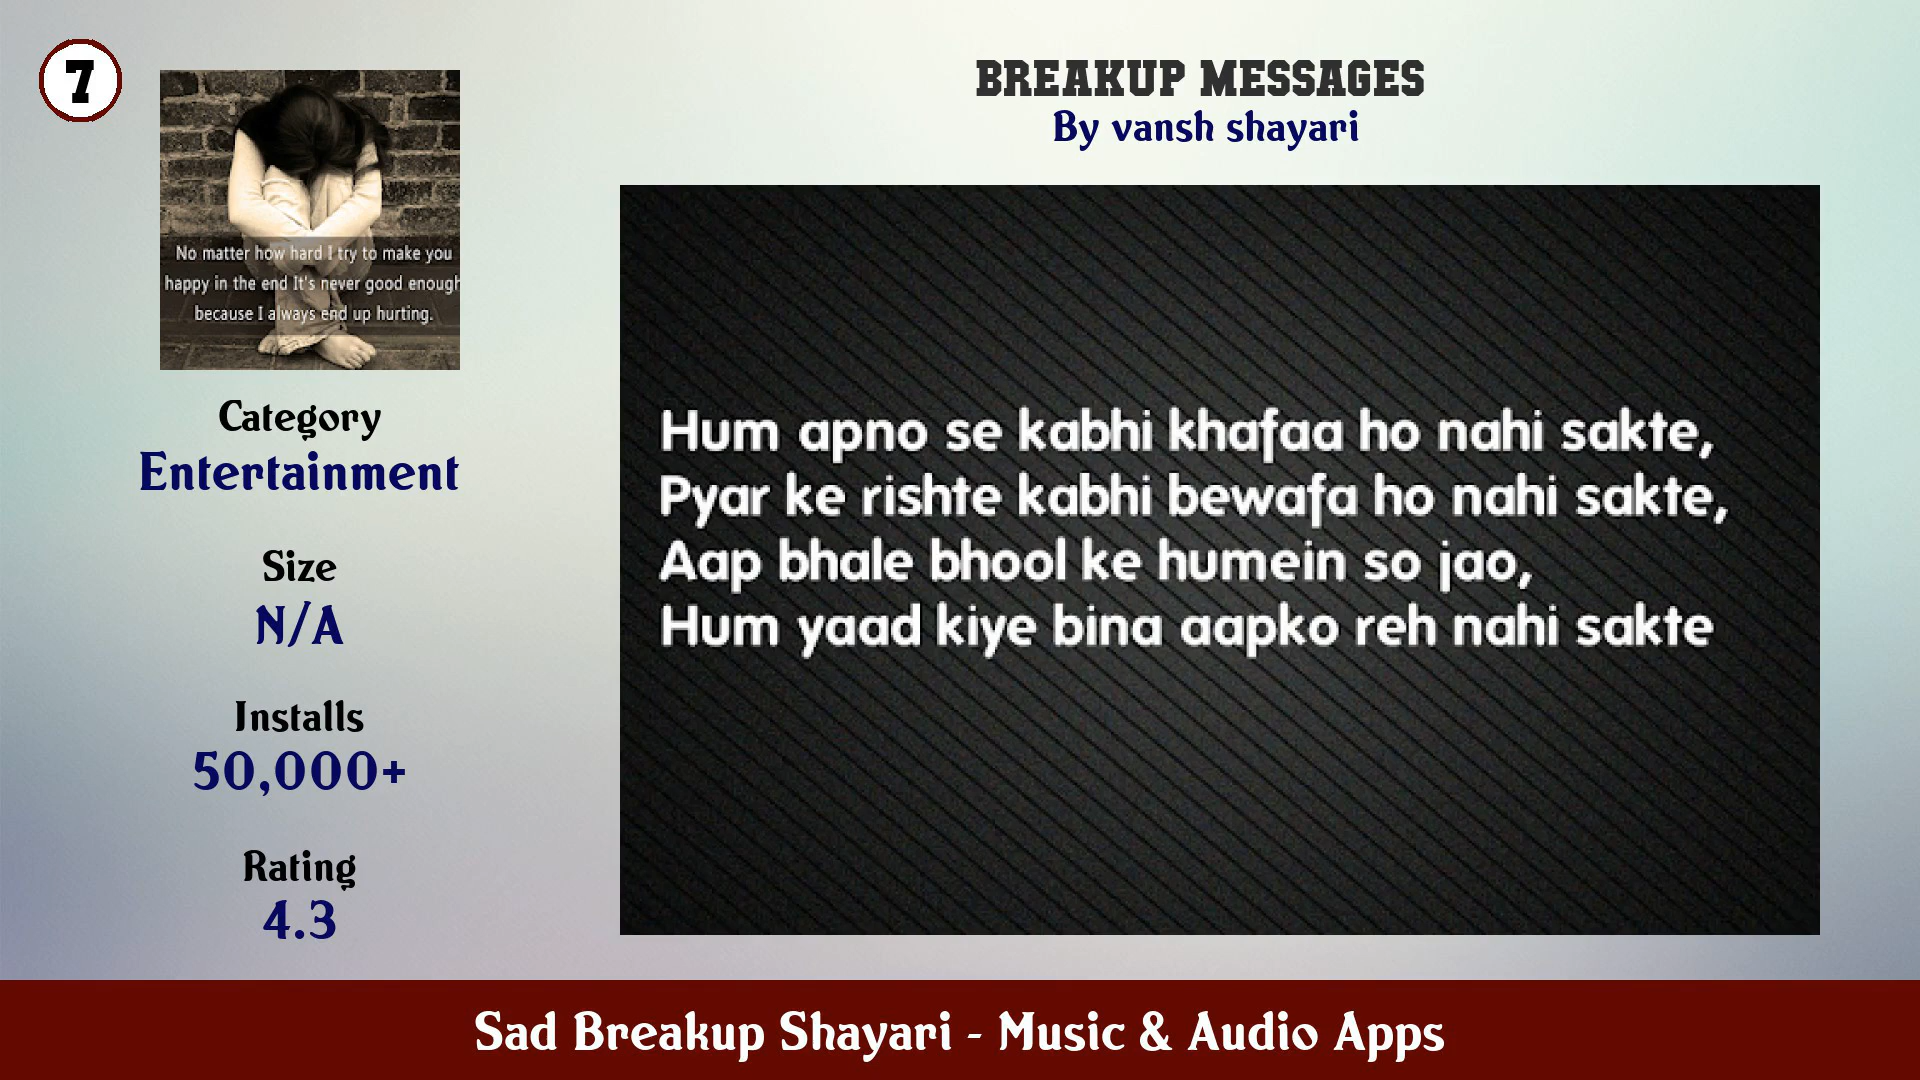 7
BREAKUP MESSAGES
By vansh shayari
No matter how hard I try to make you
happy in the end It's never good enough
because I always end up hurting.
Category
Entertainment
Size
N/A
Installs
50,000+
Rating
4.3
Hum apno se kabhi khafaa ho nahi sakte,
Pyar ke rishte kabhi bewafa ho nahi sakte,
Aap bhale bhool ke humein so jao,
Hum yaad kiye bina aapko reh nahi sakte
Sad Breakup Shayari - Music & Audio Apps